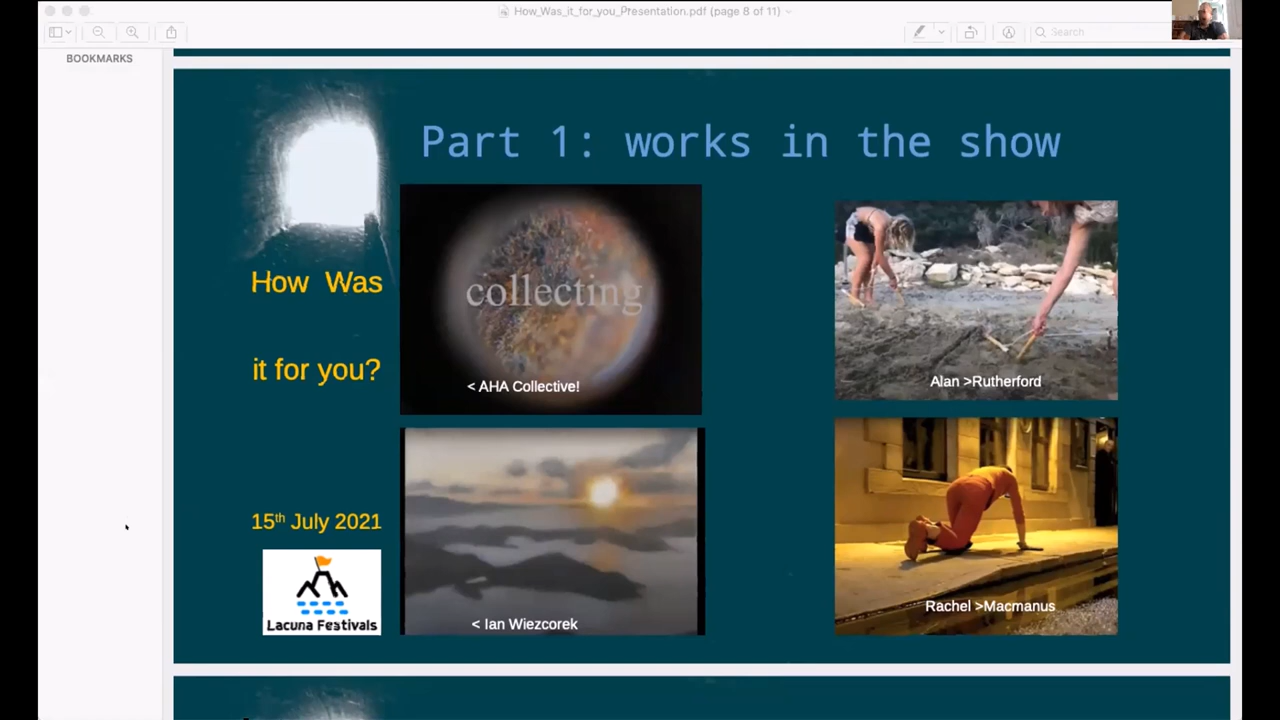 How_Was_it_for_you_Presentation.pdf (page 8 of 11)
Search
BOOKMARKS
Part 1: works in the show
How Was
it for you?
collecting
< AHA Collective!
Alan >Rutherford
15th July 2021
Lacuna Festivals
< Ian Wiezcorek
Rachel >Macmanus